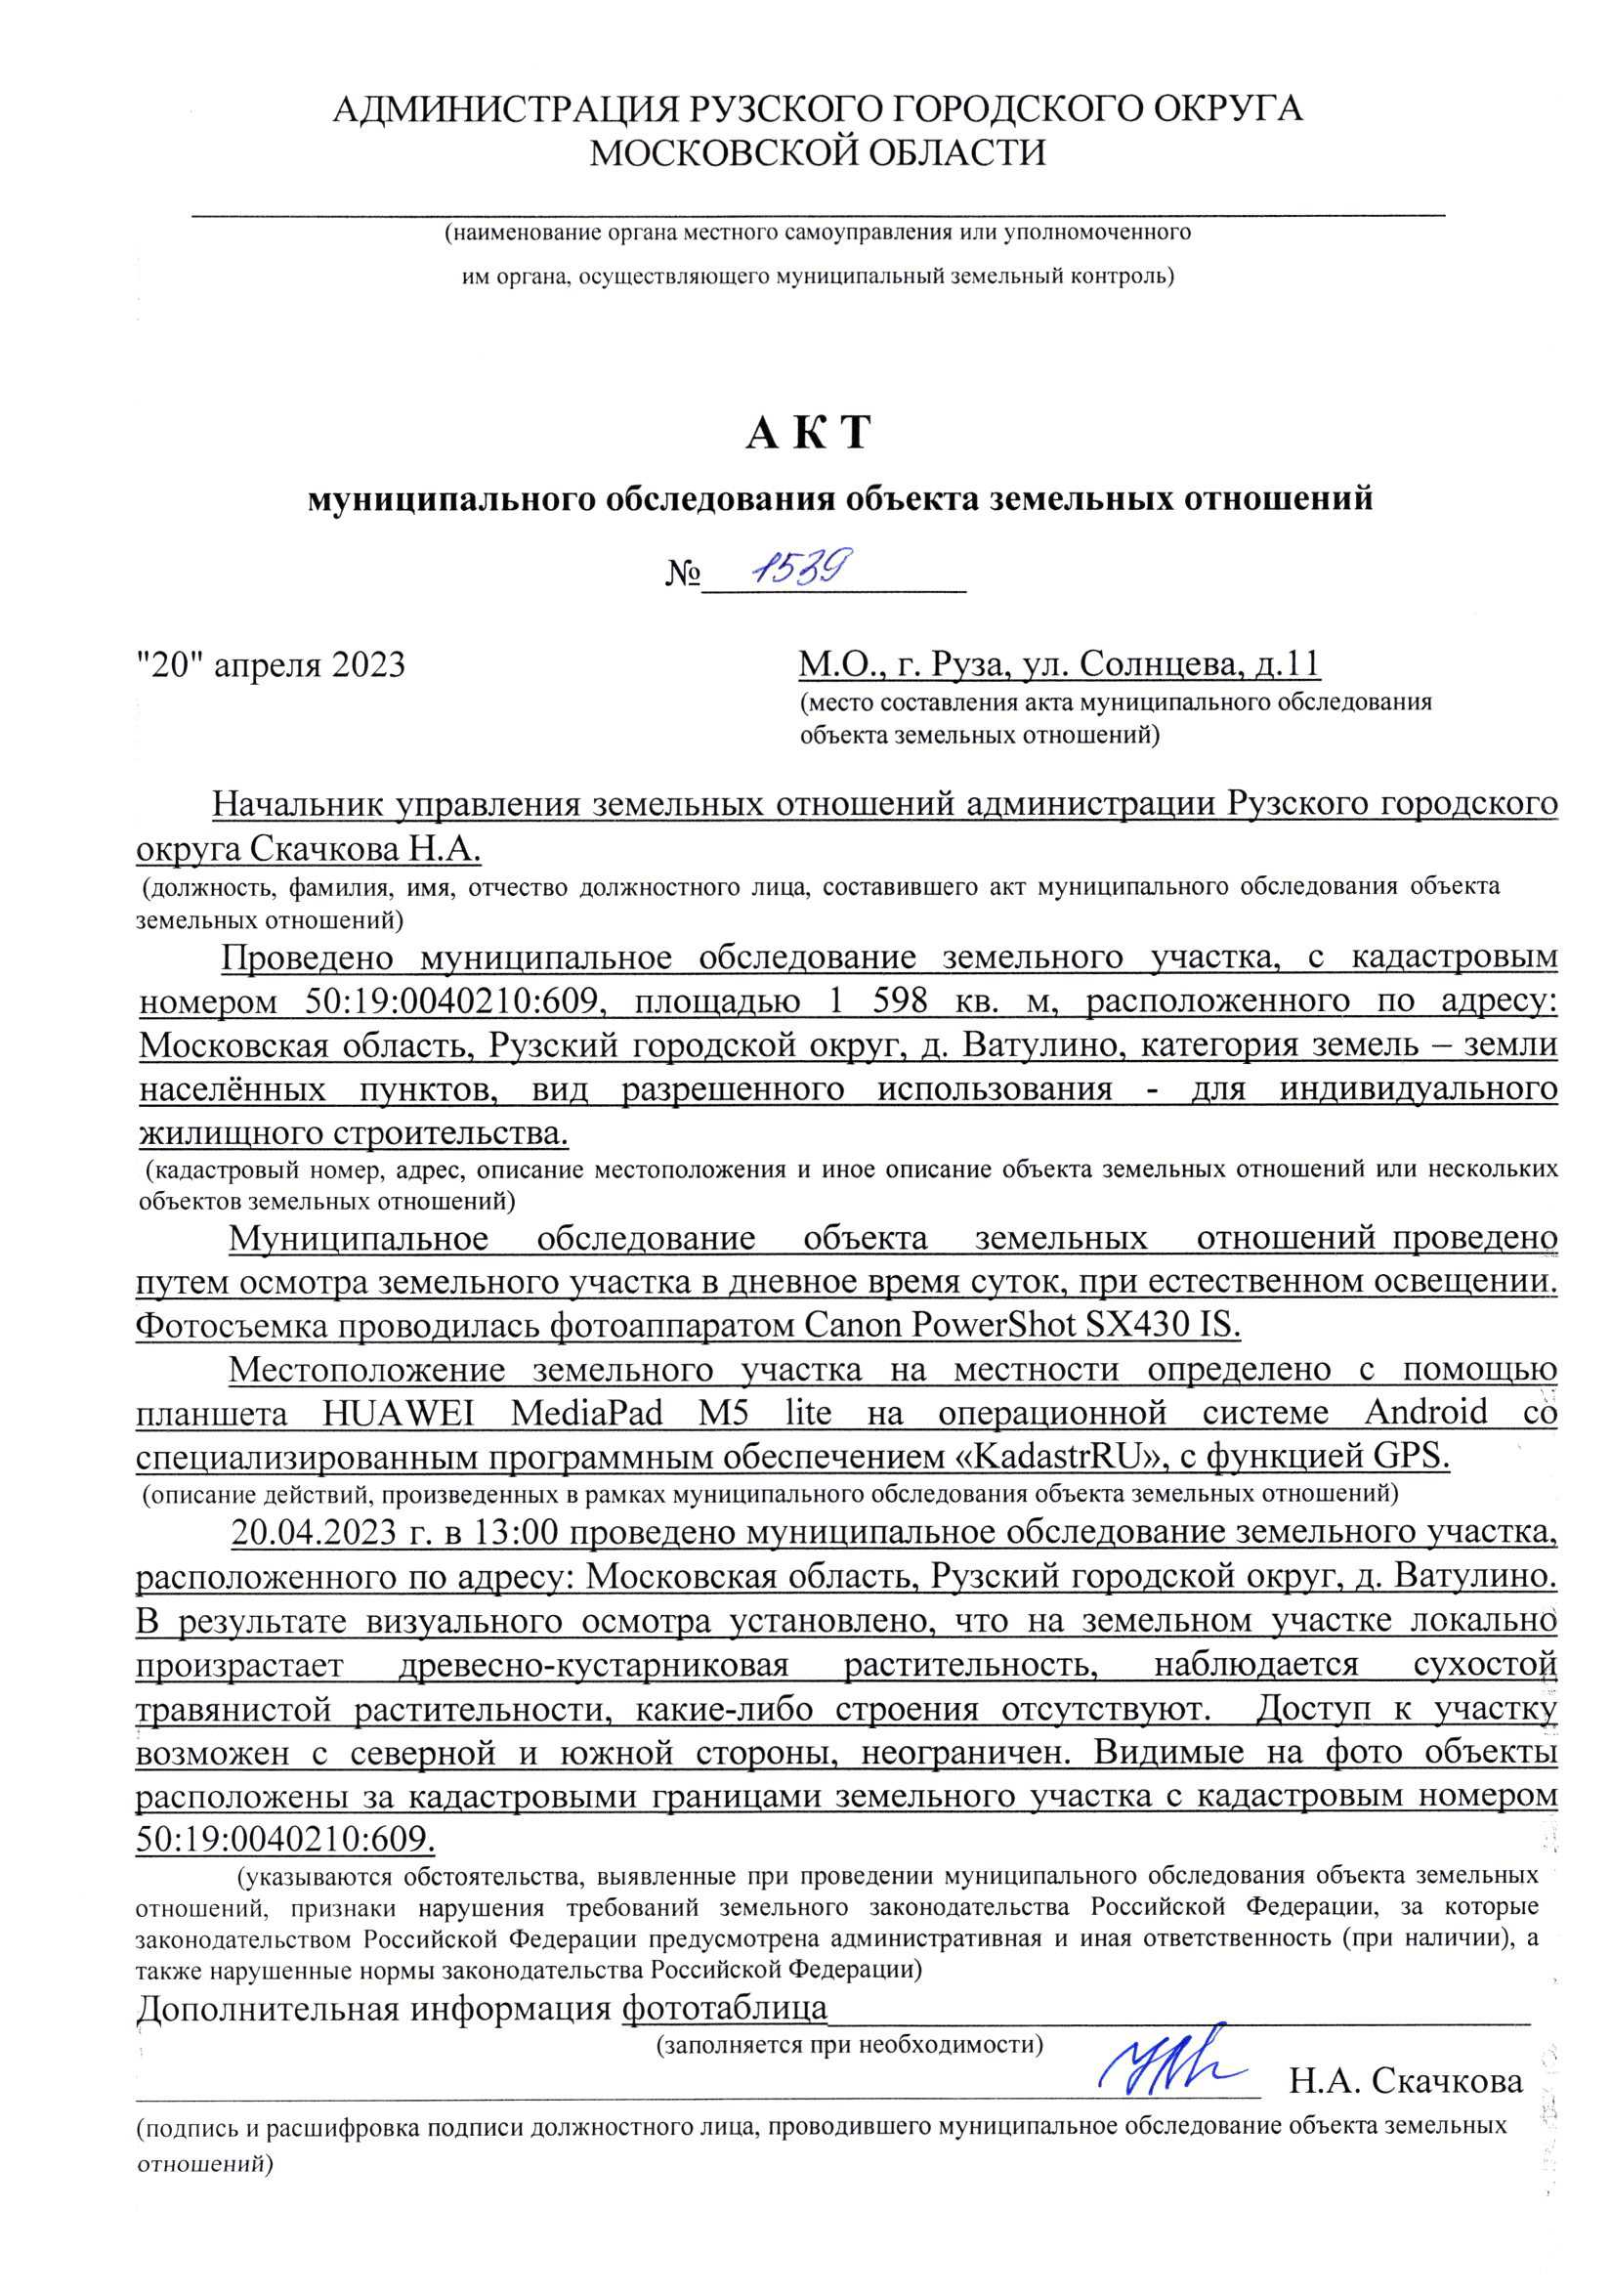 АДМИНИСТРАЦИЯ РУЗСКОГО ГОРОДСКОГО ОКРУГА
МОСКОВСКОЙ ОБЛАСТИ
(наименование органа местного самоуправления или уполномоченного
им органа, осуществляющего муниципальный земельный контроль)
А К Т
муниципального обследования объекта земельных отношений
№ 1539
"20" апреля 2023
М.О., г. Руза, ул. Солнцева, д.11
(место составления акта муниципального обследования
объекта земельных отношений)
Начальник управления земельных отношений администрации Рузского городского
округа Скачкова Н.А.
(должность, фамилия, имя, отчество должностного лица, составившего акт муниципального обследования объекта
земельных отношений)
Проведено муниципальное обследование земельного участка, с кадастровым
номером 50:19:0040210:609, площадью 1 598 кв. м, расположенного по адресу:
Московская область, Рузский городской округ, д. Ватулино, категория земель – земли
населённых пунктов, вид разрешенного использования - для индивидуального
жилищного строительства.
(кадастровый номер, адрес, описание местоположения и иное описание объекта земельных отношений или нескольких
объектов земельных отношений)
Муниципальное обследование объекта земельных отношений проведено
путем осмотра земельного участка в дневное время суток, при естественном освещении.
Фотосъемка проводилась фотоаппаратом Canon PowerShot SX430 IS.
Местоположение земельного участка на местности определено с помощью
планшета HUAWEI MediaPad M5 lite на операционной системе Android со
специализированным программным обеспечением «KadastrRU», с функцией GPS.
(описание действий, произведенных в рамках муниципального обследования объекта земельных отношений)
20.04.2023 г. в 13:00 проведено муниципальное обследование земельного участка,
расположенного по адресу: Московская область, Рузский городской округ, д. Ватулино.
В результате визуального осмотра установлено, что на земельном участке локально
произрастает древесно-кустарниковая растительность, наблюдается сухостой
травянистой растительности, какие-либо строения отсутствуют. Доступ к участку
возможен с северной и южной стороны, неограничен. Видимые на фото объекты
расположены за кадастровыми границами земельного участка с кадастровым номером
50:19:0040210:609.
(указываются обстоятельства, выявленные при проведении муниципального обследования объекта земельных
отношений, признаки нарушения требований земельного законодательства Российской Федерации, за которые
законодательством Российской Федерации предусмотрена административная и иная ответственность (при наличии), а
также нарушенные нормы законодательства Российской Федерации)
Дополнительная информация фототаблица
(заполняется при необходимости)
Н.А. Скачкова
(подпись и расшифровка подписи должностного лица, проводившего муниципальное обследование объекта земельных
отношений)